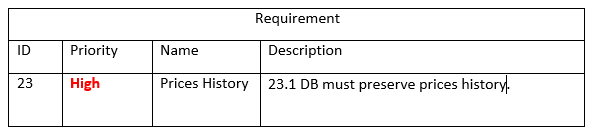 Requirement
ID Priority Name Description
23 High Prices History 23.1 DB must preserve prices history.